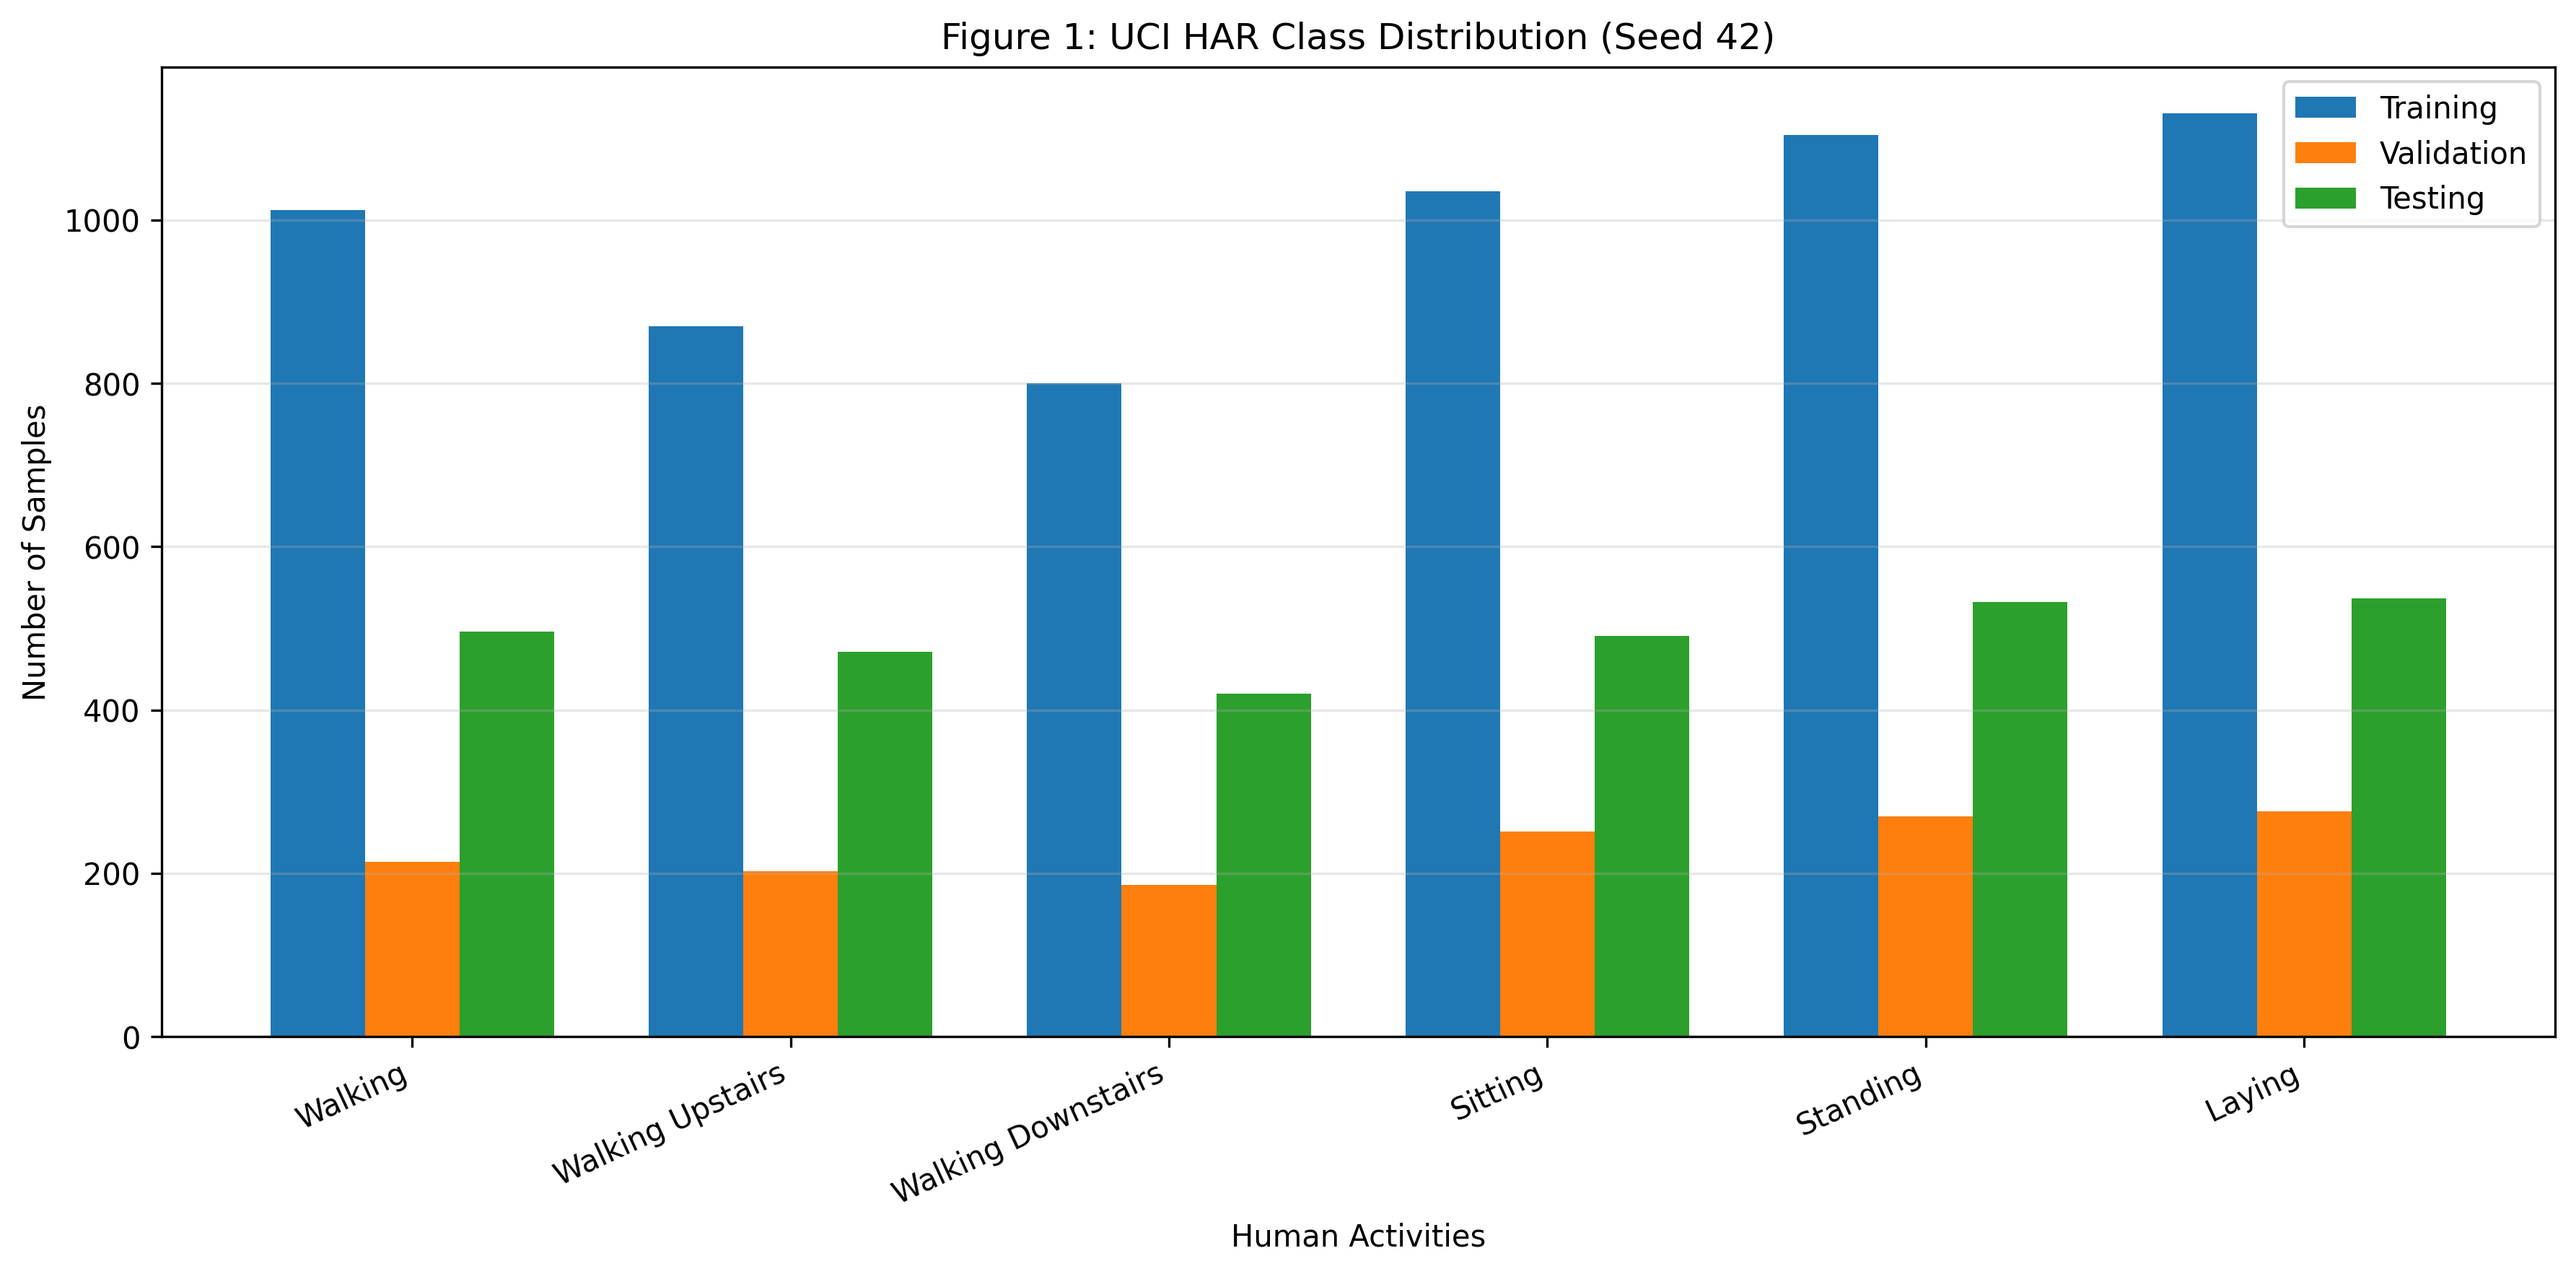 Figure 1: UCI HAR Class Distribution (Seed 42)
Training
Validation
Testing
Number of Samples
1000
800
600
400
200
0
Walking
Walking Upstairs
Walking Downstairs
Sitting
Standing
Laying
Human Activities